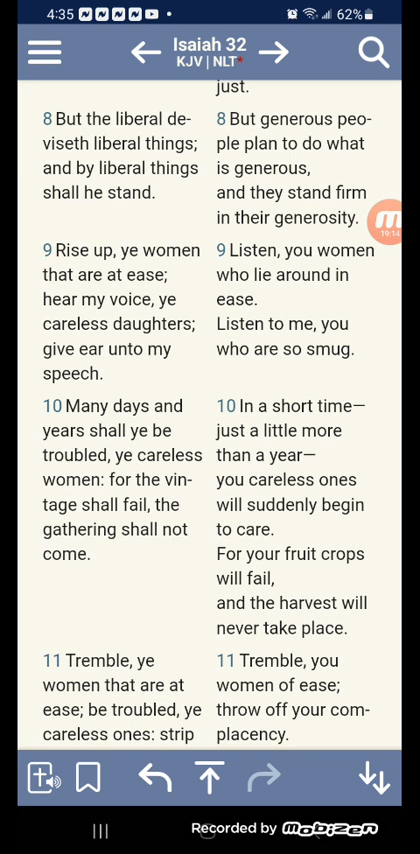 4:35
62%
Isaiah 32
KJV | NLT*
just.
8 But the liberal de-
viseth liberal things;
and by liberal things
shall he stand.
8 But generous peo-
ple plan to do what
is generous,
and they stand firm
in their generosity.
19:14
9 Rise up, ye women
that are at ease;
hear my voice, ye
careless daughters;
give ear unto my
speech.
9 Listen, you women
who lie around in
ease.
Listen to me, you
who are so smug.
10 Many days and
years shall ye be
troubled, ye careless
women: for the vin-
tage shall fail, the
gathering shall not
come.
10 In a short time—
just a little more
than a year—
you careless ones
will suddenly begin
to care.
For your fruit crops
will fail,
and the harvest will
never take place.
11 Tremble, ye
women that are at
ease; be troubled, ye
careless ones: strip
11 Tremble, you
women of ease;
throw off your com-
placency.
Recorded by Mobizen